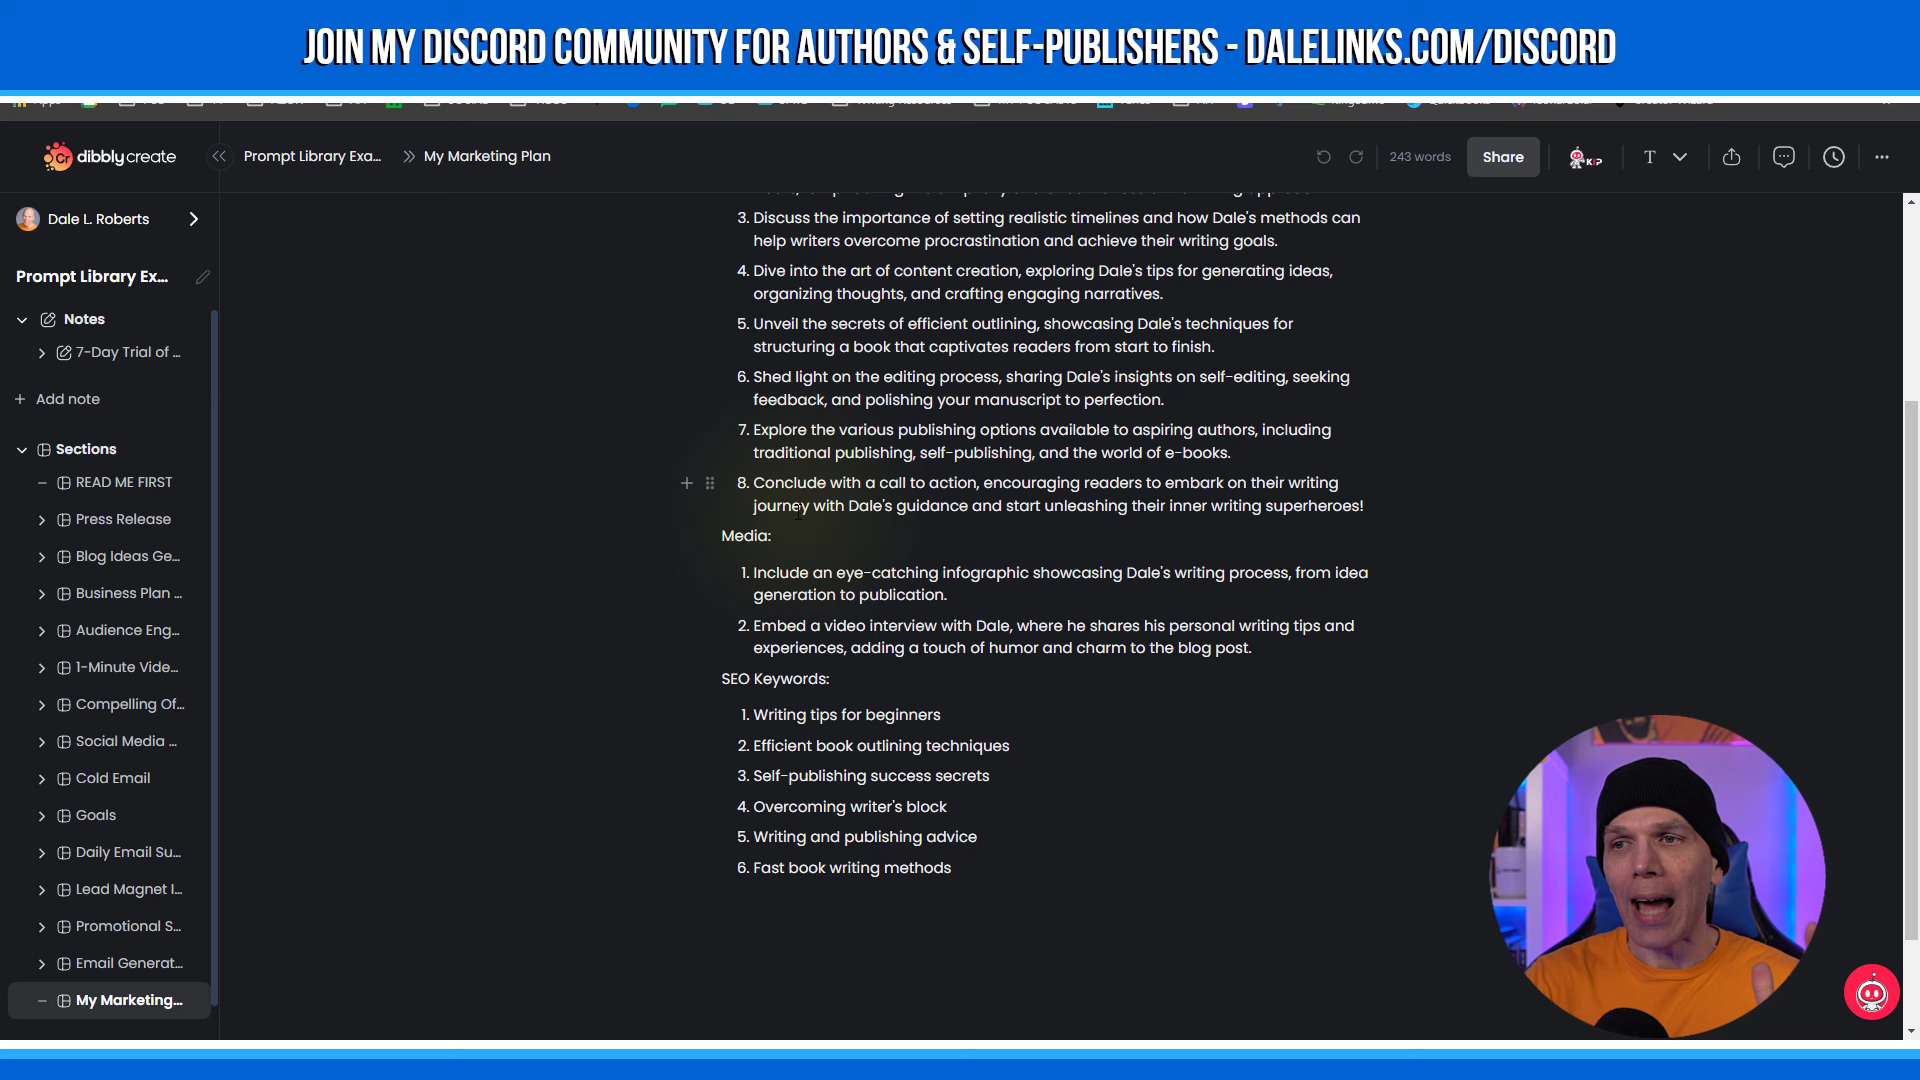 JOIN MY DISCORD COMMUNITY FOR AUTHORS & SELF-PUBLISHERS - DALELINKS.COM/DISCORD
Cr dibbly create
Prompt Library Exa...
My Marketing Plan
243 words
Share
KIP
T
Dale L. Roberts
Prompt Library Ex...
Notes
7-Day Trial of ...
+ Add note
Sections
READ ME FIRST
Press Release
Blog Ideas Ge...
Business Plan ...
Audience Eng...
1-Minute Vide...
Compelling Of...
Social Media ...
Cold Email
Goals
Daily Email Su...
Lead Magnet I...
Promotional S...
Email Generat...
My Marketing...
3. Discuss the importance of setting realistic timelines and how Dale's methods can
help writers overcome procrastination and achieve their writing goals.
4. Dive into the art of content creation, exploring Dale's tips for generating ideas,
organizing thoughts, and crafting engaging narratives.
5. Unveil the secrets of efficient outlining, showcasing Dale's techniques for
structuring a book that captivates readers from start to finish.
6. Shed light on the editing process, sharing Dale's insights on self-editing, seeking
feedback, and polishing your manuscript to perfection.
7. Explore the various publishing options available to aspiring authors, including
traditional publishing, self-publishing, and the world of e-books.
8. Conclude with a call to action, encouraging readers to embark on their writing
journey with Dale's guidance and start unleashing their inner writing superheroes!
Media:
1. Include an eye-catching infographic showcasing Dale's writing process, from idea
generation to publication.
2. Embed a video interview with Dale, where he shares his personal writing tips and
experiences, adding a touch of humor and charm to the blog post.
SEO Keywords:
1. Writing tips for beginners
2. Efficient book outlining techniques
3. Self-publishing success secrets
4. Overcoming writer's block
5. Writing and publishing advice
6. Fast book writing methods